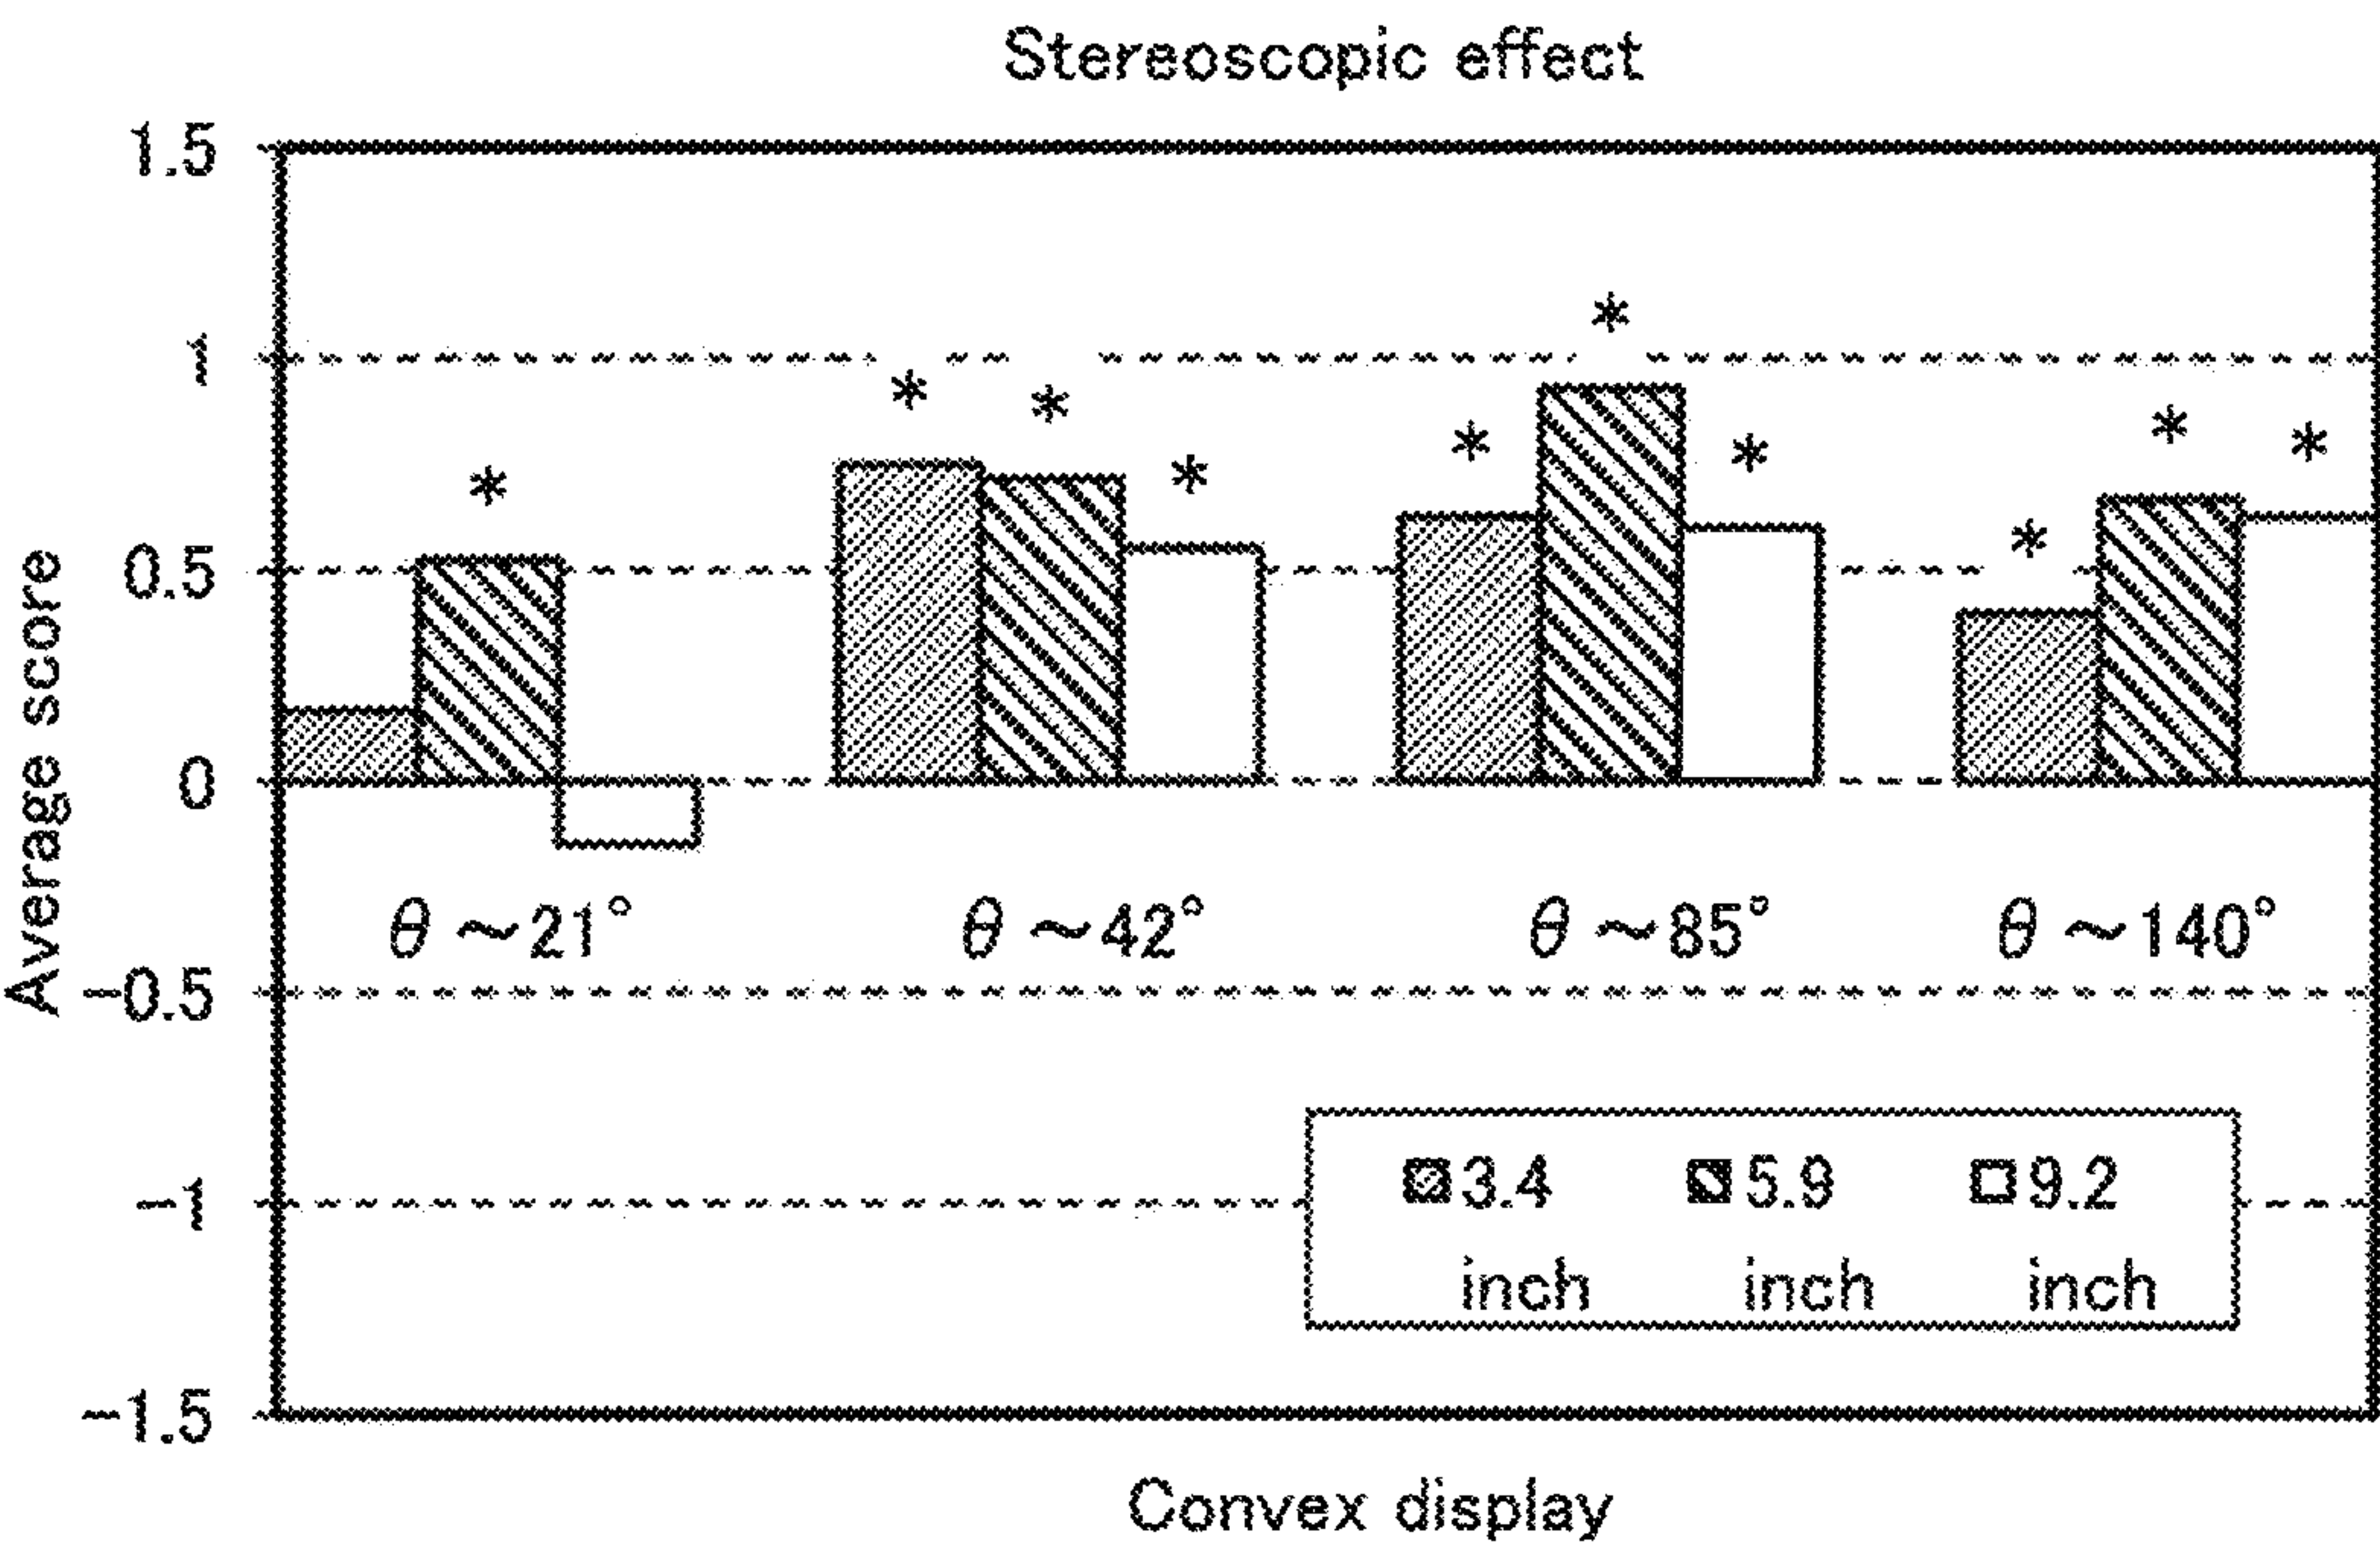 Stereoscopic effect
1.5
1
0.5
0
-0.5
-1
-1.5
Average score
*
* * *
* * *
* * *
θ ~21°
θ ~42°
θ ~85°
θ ~140°
3.4 inch
5.9 inch
9.2 inch
Convex display